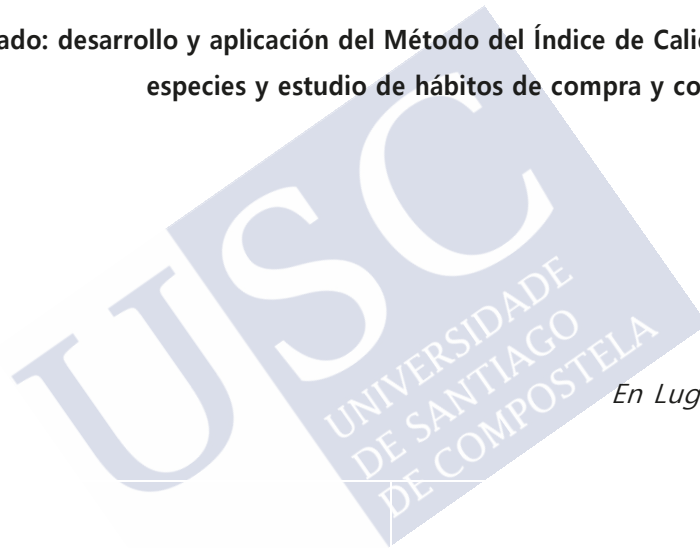 ado: desarrollo y aplicación del Método del Índice de Calid
especies y estudio de hábitos de compra y co
USC
UNIVERSIDADE
DE SANTIAGO
DE COMPOSTELA
En Lug